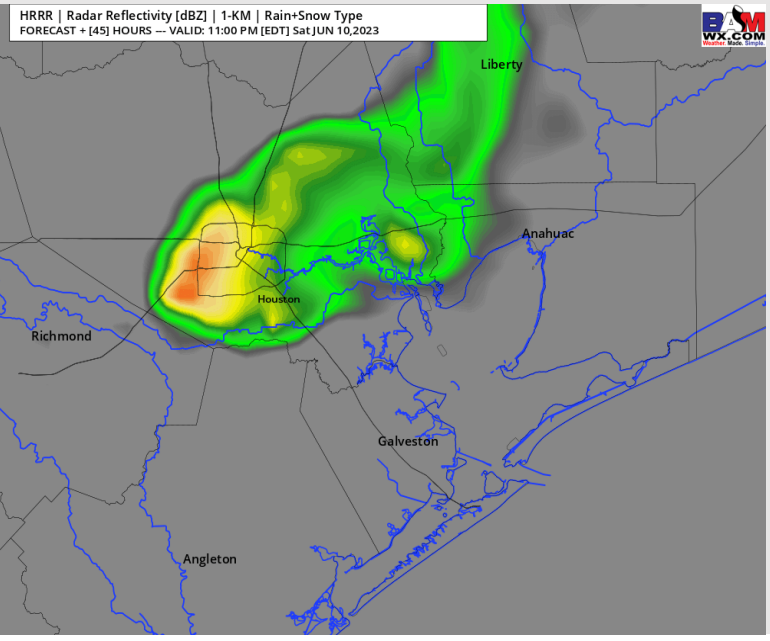 HRRR | Radar Reflectivity [dBZ] | 1-KM | Rain+Snow Type
FORECAST + [45] HOURS --- VALID: 11:00 PM [EDT] Sat JUN 10,2023
BAM
WX.COM
Weather. Made. Simple.
Liberty
Anahuac
Houston
Richmond
Galveston
Angleton